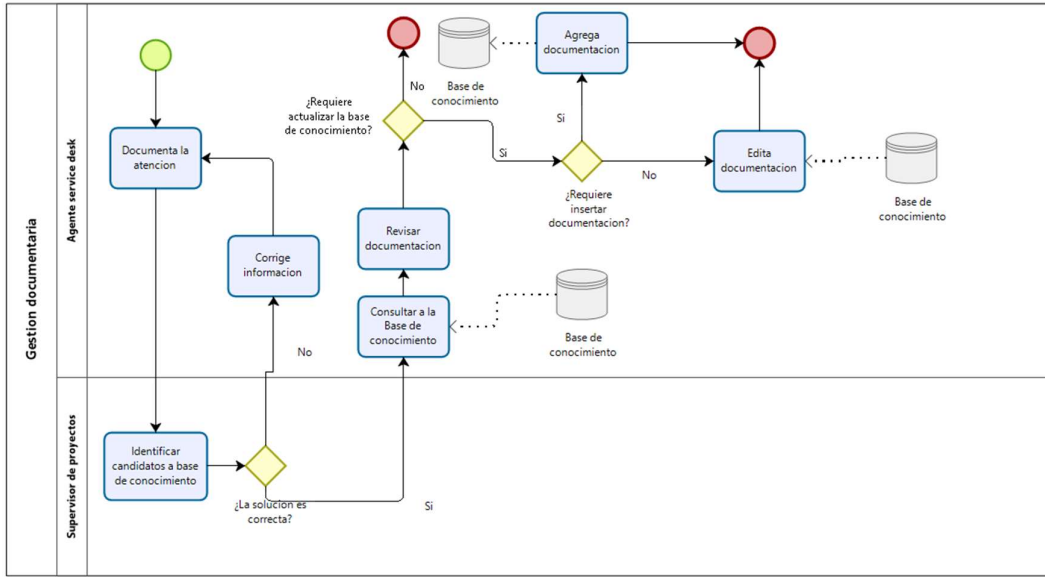 Gestion documentaria
Agente service desk
Supervisor de proyectos
Documenta la
atencion
Corrige
informacion
No
Identificar
candidatos a base
de conocimiento
¿La solucion es
correcta?
Si
Consultar a la
Base de
conocimiento
Base de
conocimiento
Revisar
documentacion
¿Requiere
actualizar la base
de conocimiento?
No
Si
¿Requiere
insertar
documentacion?
Si
No
Agrega
documentacion
Base de
conocimiento
Edita
documentacion
Base de
conocimiento